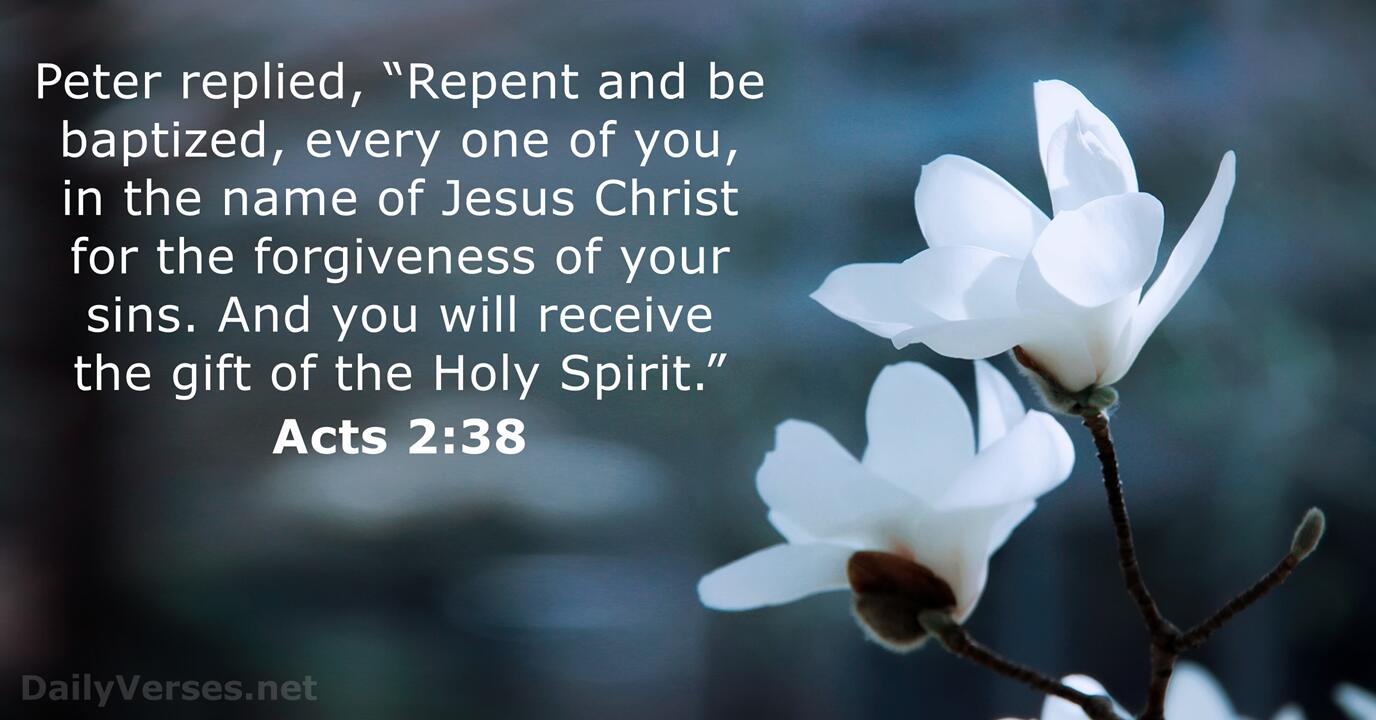 Peter replied, “Repent and be
baptized, every one of you,
in the name of Jesus Christ
for the forgiveness of your
sins. And you will receive
the gift of the Holy Spirit.”
Acts 2:38
DailyVerses.net